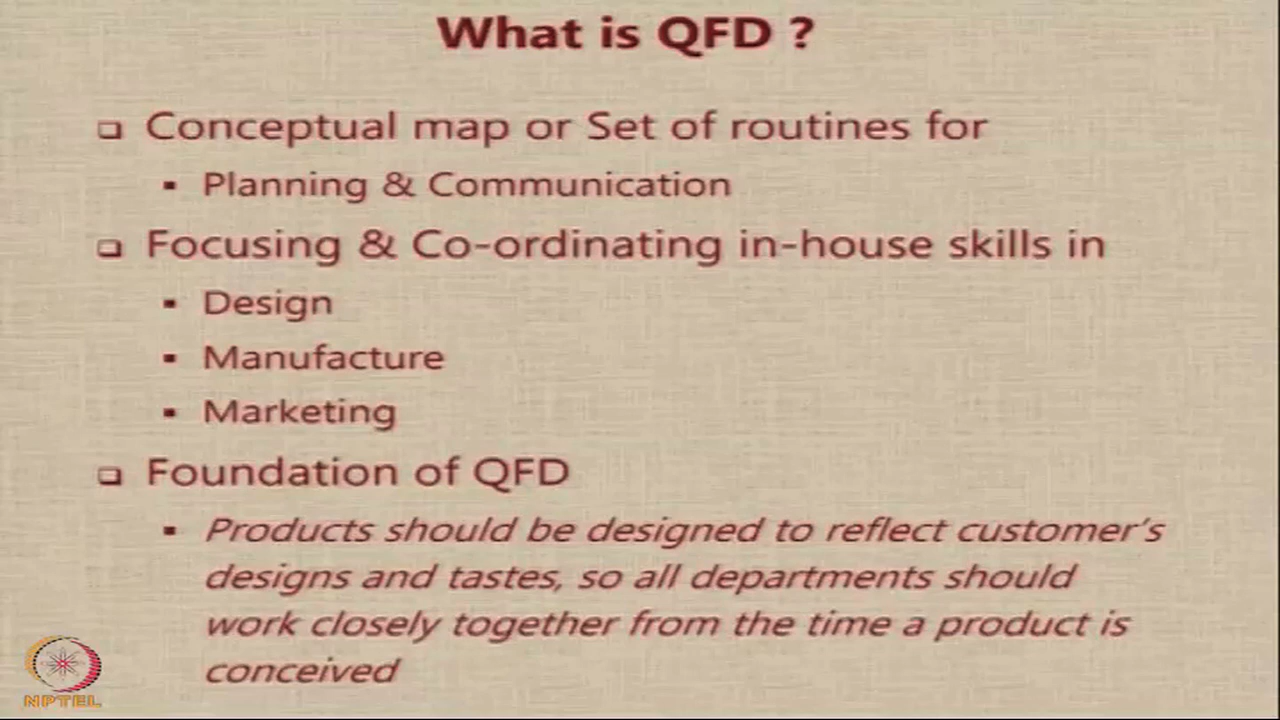 What is QFD ?
Conceptual map or Set of routines for
Planning & Communication
Focusing & Co-ordinating in-house skills in
Design
Manufacture
Marketing
Foundation of QFD
Products should be designed to reflect customer's
designs and tastes, so all departments should
work closely together from the time a product is
conceived
NPTEL